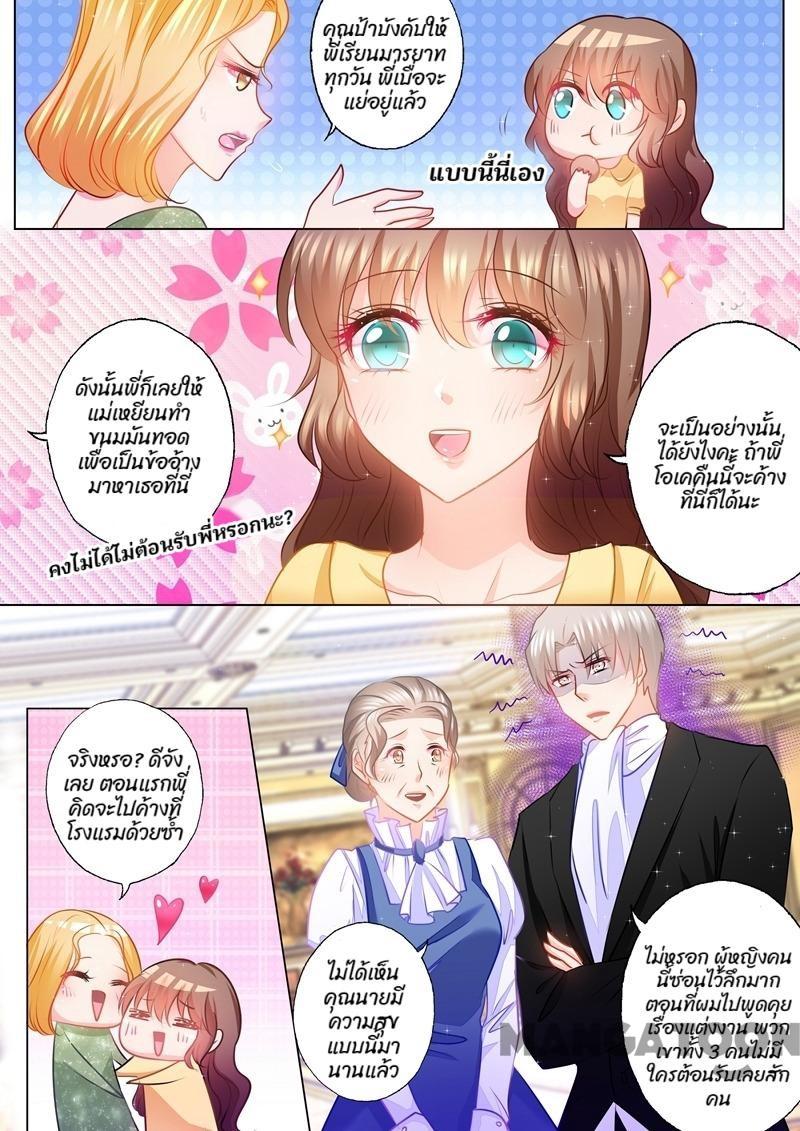 คุณป้าบังคับให้
พี่เรียนมารยาท
ทุกวัน พี่เบื่อจะ
แย่อยู่แล้ว
แบบนี้นี่เอง
ดังนั้นพี่ก็เลยให้
แม่เหยียนทำ
ขนมมันทอด
เพื่อเป็นข้ออ้าง
มาหาเธอที่นี่
คงไม่ได้ไม่ต้อนรับพี่หรอกนะ?
จะเป็นอย่างนั้น
ได้ยังไงคะ ถ้าพี่
โอเคคืนนี้จะค้าง
ที่นี่ก็ได้นะ
จริงหรอ? ดีจัง
เลย ตอนแรกพี่
คิดจะไปค้างที่
โรงแรมด้วยซ้ำ
ไม่ได้เห็น
คุณนายมี
ความสุข
แบบนี้มา
นานแล้ว
ไม่หรอก ผู้หญิงคน
นี้ซ่อนไว้ลึกมาก
ตอนที่ผมไปพูดคุย
เรื่องแต่งงาน พวก
เขาทั้ง 3 คนไม่มี
ใครต้อนรับเลยสัก
คน
MANGATOON